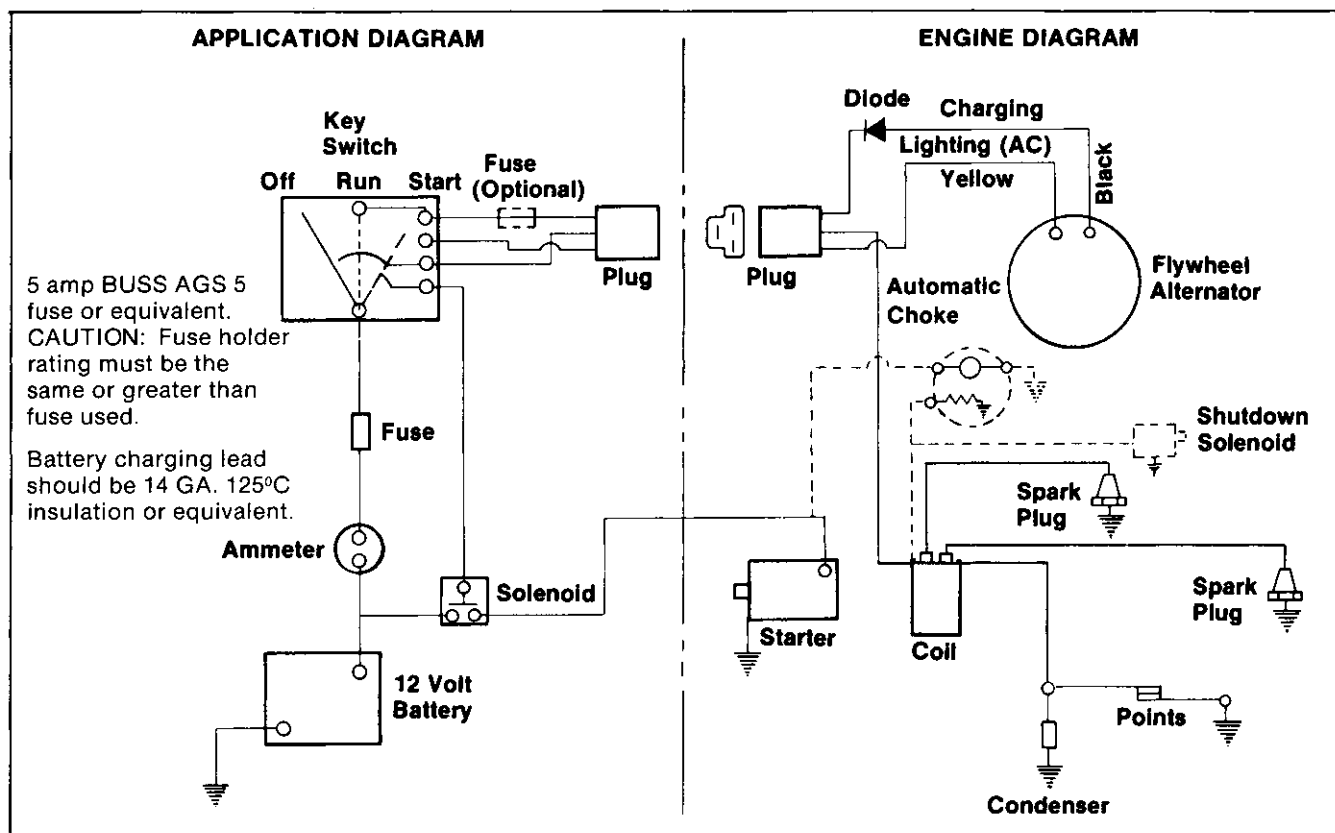 APPLICATION DIAGRAM
ENGINE DIAGRAM
Key
Switch
Off Run Start
Fuse
(Optional)
Plug
5 amp BUSS AGS 5
fuse or equivalent.
CAUTION: Fuse holder
rating must be the
same or greater than
fuse used.
Battery charging lead
should be 14 GA. 125°C
insulation or equivalent.
Fuse
Ammeter
Solenoid
12 Volt
Battery
Diode
Charging
Lighting (AC)
Yellow
Black
Plug
Flywheel
Alternator
Automatic
Choke
Shutdown
Solenoid
Spark
Plug
Spark
Plug
Starter
Coil
Points
Condenser